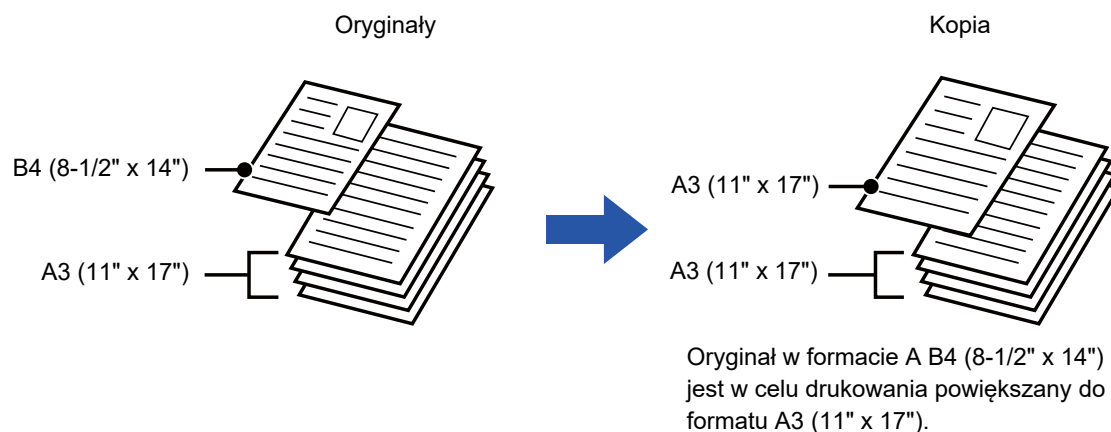 Oryginały
Kopia
B4 (8-1/2" x 14")
A3 (11" x 17")
A3 (11" x 17")
A3 (11" x 17")
Oryginał w formacie A B4 (8-1/2" x 14")
jest w celu drukowania powiększany do
formatu A3 (11" x 17").